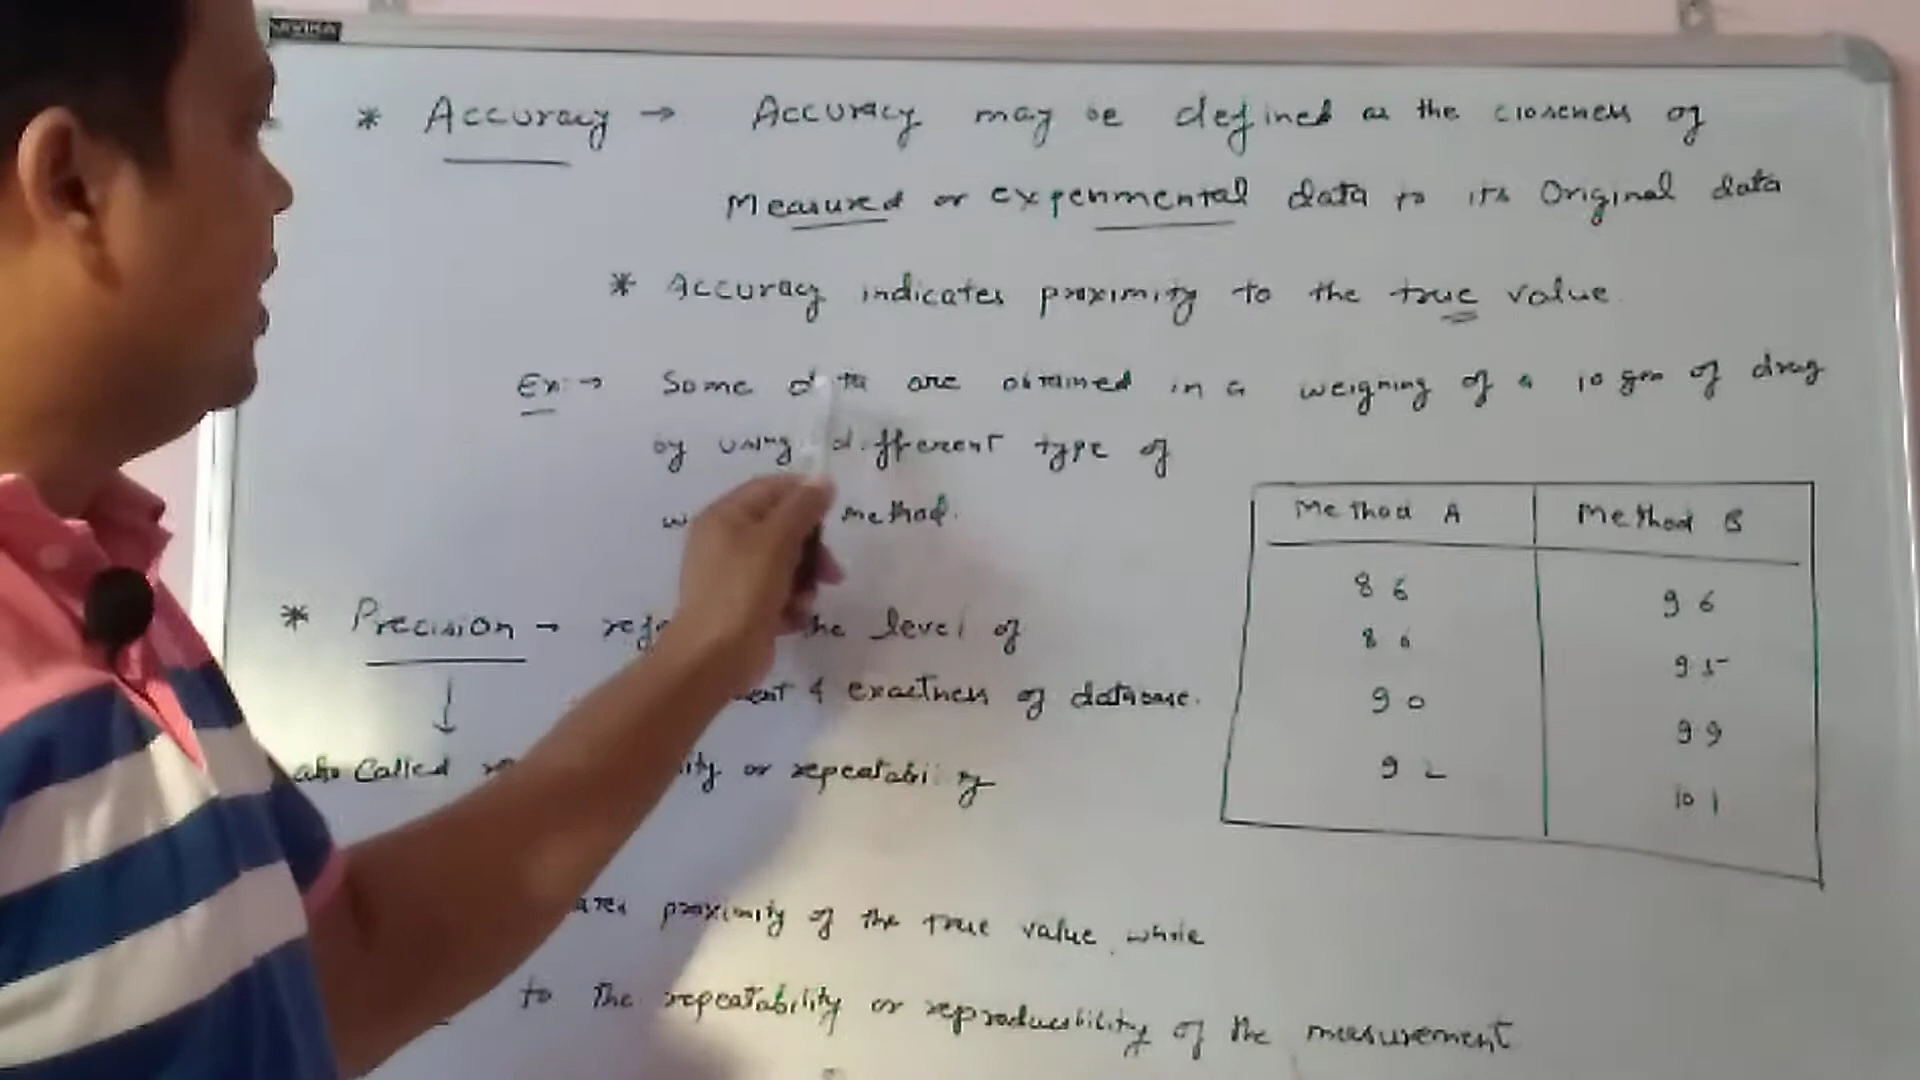 * Accuracy → Accuracy may be defined as the closeness of
Measured or experimental data to its Original data
* Accuracy indicates proximity to the true value
Ex:→ Some data are obtained in a weighing of a 10 gm of drug
by using different type of
method.
Method A Method B
8 6 9 6
8 6 9 5
9 0 9 9
9 2 10 1
* Precision → the level of
& exactness of database.
also called or repeatability
proximity of the true value while
to the repeatability or reproducibility of the measurement